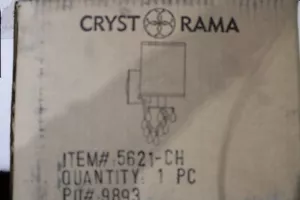 CRYST RAMA
ITEM# 5621-CH
QUANTITY: 1 PC
PO# 9893